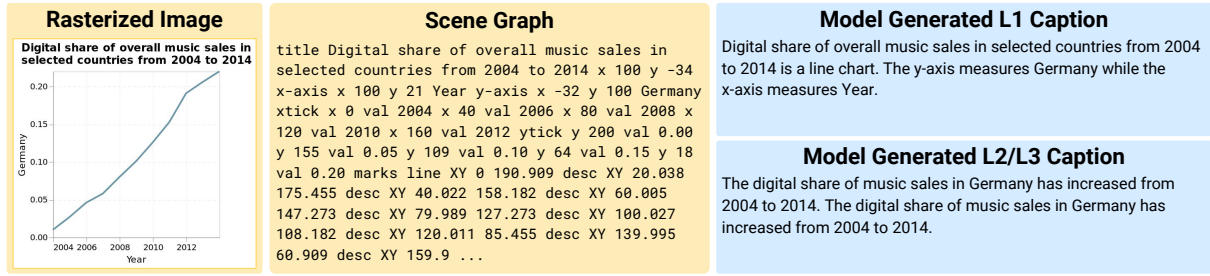 Rasterized Image
Digital share of overall music sales in
selected countries from 2004 to 2014
0.20
0.15
0.10
0.05
0.00
Germany
2004 2006 2008 2010 2012
Year
Scene Graph
title Digital share of overall music sales in
selected countries from 2004 to 2014 x 100 y -34
x-axis x 100 y 21 Year y-axis x -32 y 100 Germany
xtick x 0 val 2004 x 40 val 2006 x 80 val 2008 x
120 val 2010 x 160 val 2012 ytick y 200 val 0.00
y 155 val 0.05 y 109 val 0.10 y 64 val 0.15 y 18
val 0.20 marks line XY 0 190.909 desc XY 20.038
175.455 desc XY 40.022 158.182 desc XY 60.005
147.273 desc XY 79.989 127.273 desc XY 100.027
108.182 desc XY 120.011 85.455 desc XY 139.995
60.909 desc XY 159.9 ...
Model Generated L1 Caption
Digital share of overall music sales in selected countries from 2004
to 2014 is a line chart. The y-axis measures Germany while the
x-axis measures Year.
Model Generated L2/L3 Caption
The digital share of music sales in Germany has increased from
2004 to 2014. The digital share of music sales in Germany has
increased from 2004 to 2014.